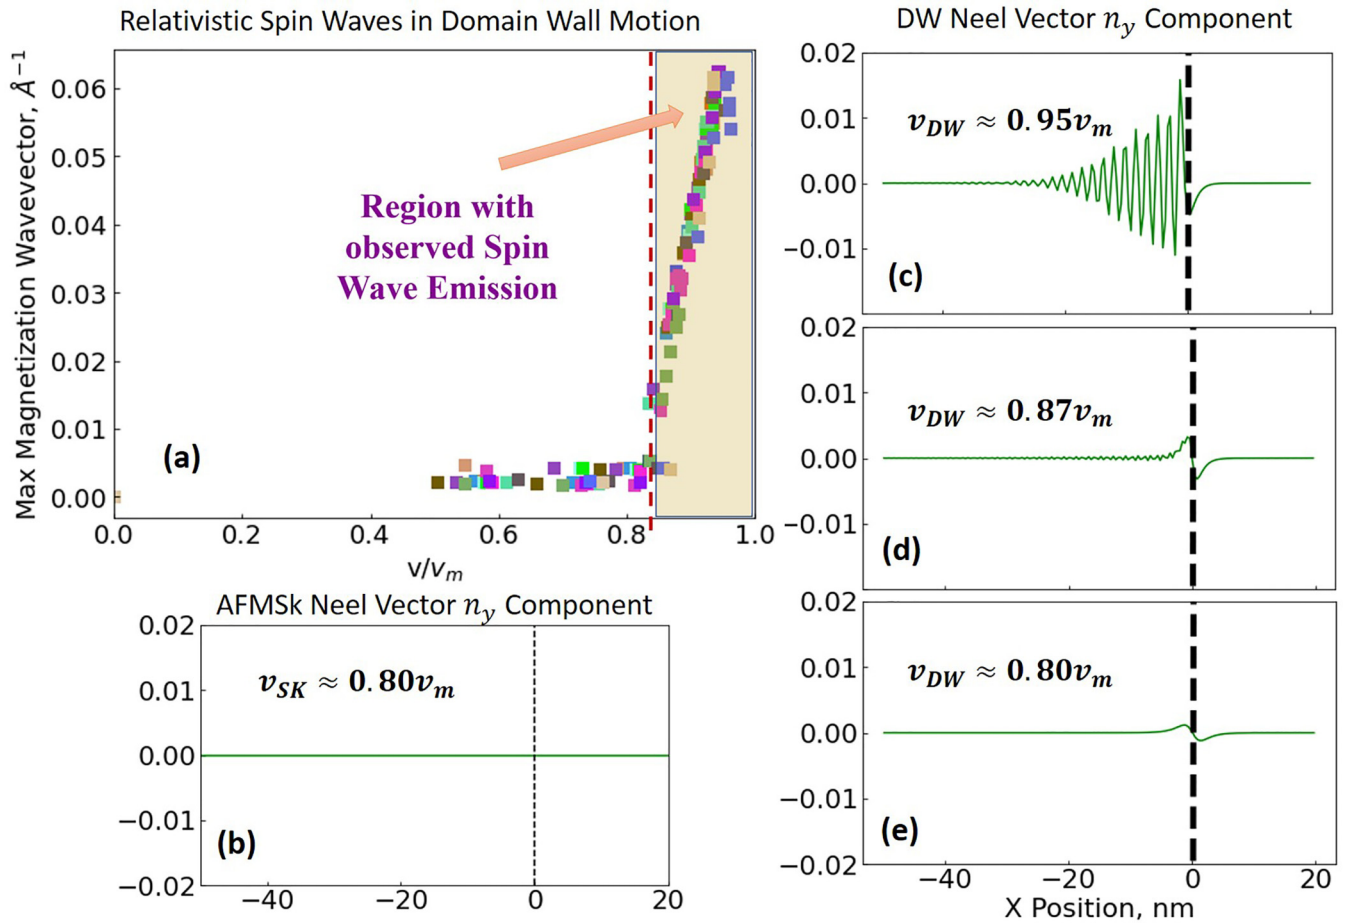 Relativistic Spin Waves in Domain Wall Motion
Max Magnetization Wavevector, Å⁻¹
0.06
0.05
0.04
0.03
0.02
0.01
0.00
Region with
observed Spin
Wave Emission
(a)
0.0 0.2 0.4 0.6 0.8 1.0
v/vₘ
AFMSk Neel Vector n_y Component
0.02
0.01
0.00
−0.01
−0.02
v_SK ≈ 0.80v_m
(b)
−40 −20 0 20
DW Neel Vector n_y Component
0.02
0.01
0.00
−0.01
v_DW ≈ 0.95v_m
(c)
0.02
0.01
0.00
−0.01
v_DW ≈ 0.87v_m
(d)
0.02
0.01
0.00
−0.01
−0.02
v_DW ≈ 0.80v_m
(e)
−40 −20 0 20
X Position, nm